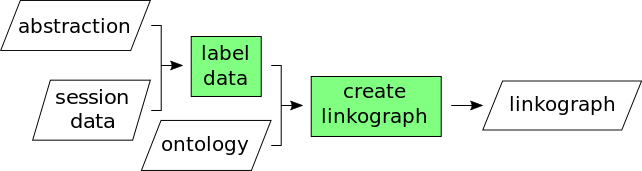 abstraction
session
data
label
data
ontology
create
linkograph
linkograph